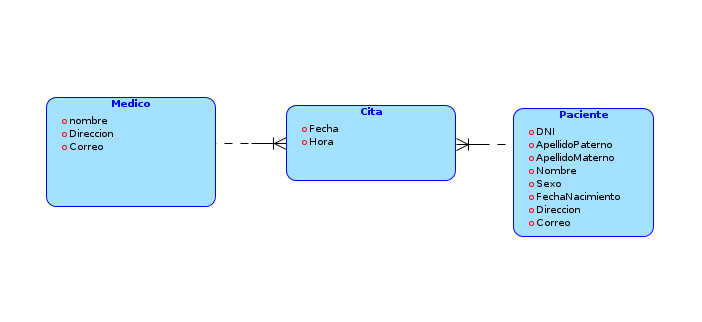 Medico
nombre
Direccion
Correo
Cita
Fecha
Hora
Paciente
DNI
ApellidoPaterno
ApellidoMaterno
Nombre
Sexo
FechaNacimiento
Direccion
Correo